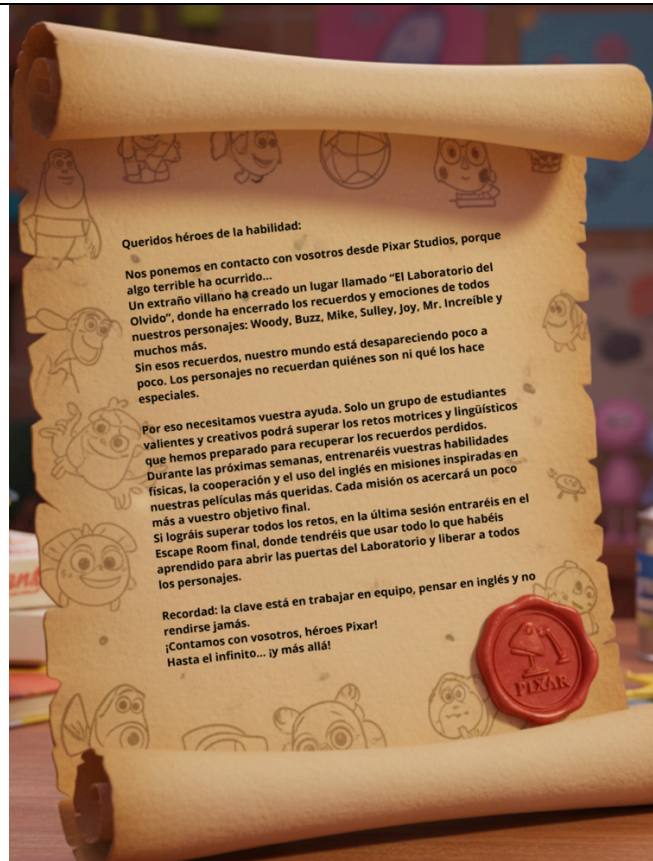 Queridos héroes de la habilidad:
Nos ponemos en contacto con vosotros desde Pixar Studios, porque
algo terrible ha ocurrido...
Un extraño villano ha creado un lugar llamado “El Laboratorio del
Olvido”, donde ha encerrado los recuerdos y emociones de todos
nuestros personajes: Woody, Buzz, Mike, Sulley, Joy, Mr. Increíble y
muchos más.
Sin esos recuerdos, nuestro mundo está desapareciendo poco a
poco. Los personajes no recuerdan quiénes son ni qué los hace
especiales.
Por eso necesitamos vuestra ayuda. Solo un grupo de estudiantes
valientes y creativos podrá superar los retos motrices y lingüísticos
que hemos preparado para recuperar los recuerdos perdidos.
Durante las próximas semanas, entrenaréis vuestras habilidades
físicas, la cooperación y el uso del inglés en misiones inspiradas en
nuestras películas más queridas. Cada misión os acercará un poco
más a vuestro objetivo final.
Si lográis superar todos los retos, en la última sesión entraréis en el
Escape Room final, donde tendréis que usar todo lo que habéis
aprendido para abrir las puertas del Laboratorio y liberar a todos
los personajes.
Recordad: la clave está en trabajar en equipo, pensar en inglés y no
rendirse jamás.
¡Contamos con vosotros, héroes Pixar!
Hasta el infinito... ¡y más allá!
PIXAR